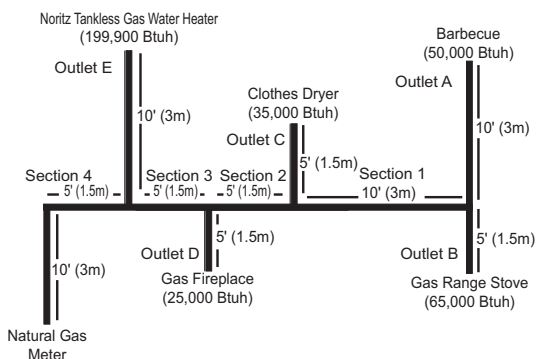 Noritz Tankless Gas Water Heater
(199,900 Btuh)
Outlet E
10' (3m)
Barbecue
(50,000 Btuh)
Outlet A
10' (3m)
Clothes Dryer
(35,000 Btuh)
Outlet C
5' (1.5m)
Section 4
5' (1.5m)
Section 3
5' (1.5m)
Section 2
5' (1.5m)
Section 1
10' (3m)
10' (3m)
Natural Gas
Meter
Outlet D
5' (1.5m)
Gas Fireplace
(25,000 Btuh)
Outlet B
5' (1.5m)
Gas Range Stove
(65,000 Btuh)